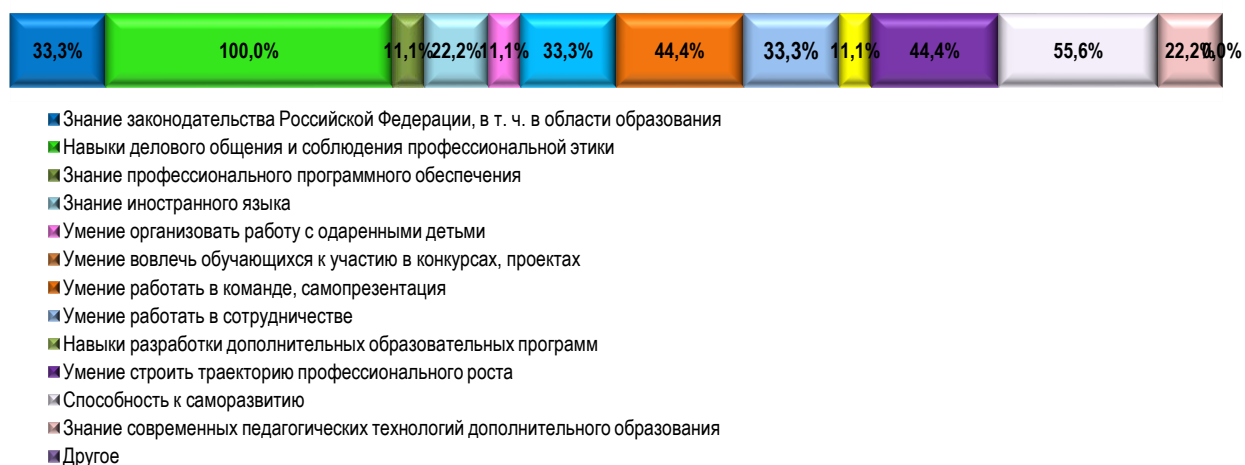 33,3% 100,0% 11,1% 22,2% 11,1% 33,3% 44,4% 33,3% 11,1% 44,4% 55,6% 22,2% 0,0%
Знание законодательства Российской Федерации, в т. ч. в области образования
Навыки делового общения и соблюдения профессиональной этики
Знание профессионального программного обеспечения
Знание иностранного языка
Умение организовать работу с одаренными детьми
Умение вовлечь обучающихся к участию в конкурсах, проектах
Умение работать в команде, самопрезентация
Умение работать в сотрудничестве
Навыки разработки дополнительных образовательных программ
Умение строить траекторию профессионального роста
Способность к саморазвитию
Знание современных педагогических технологий дополнительного образования
Другое